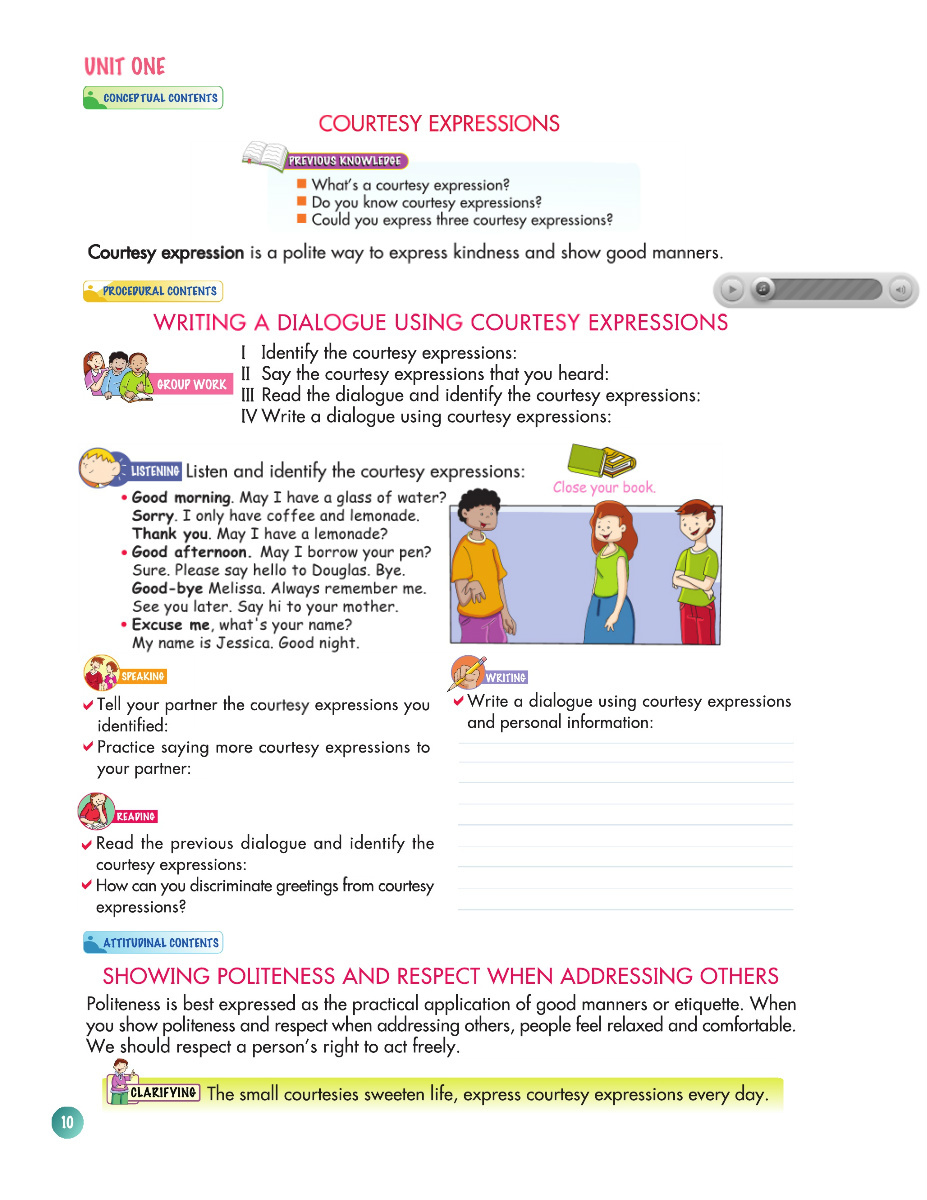 UNIT ONE
CONCEPTUAL CONTENTS
COURTESY EXPRESSIONS
PREVIOUS KNOWLEDGE
What's a courtesy expression?
Do you know courtesy expressions?
Could you express three courtesy expressions?
Courtesy expression is a polite way to express kindness and show good manners.
PROCEDURAL CONTENTS
WRITING A DIALOGUE USING COURTESY EXPRESSIONS
GROUP WORK
I Identify the courtesy expressions:
II Say the courtesy expressions that you heard:
III Read the dialogue and identify the courtesy expressions:
IV Write a dialogue using courtesy expressions:
LISTENING Listen and identify the courtesy expressions:
Close your book.
• Good morning. May I have a glass of water?
Sorry. I only have coffee and lemonade.
Thank you. May I have a lemonade?
• Good afternoon. May I borrow your pen?
Sure. Please say hello to Douglas. Bye.
Good-bye Melissa. Always remember me.
See you later. Say hi to your mother.
• Excuse me, what's your name?
My name is Jessica. Good night.
SPEAKING
Tell your partner the courtesy expressions you
identified:
Practice saying more courtesy expressions to
your partner:
READING
Read the previous dialogue and identify the
courtesy expressions:
How can you discriminate greetings from courtesy
expressions?
WRITING
Write a dialogue using courtesy expressions
and personal information:
ATTITUDINAL CONTENTS
SHOWING POLITENESS AND RESPECT WHEN ADDRESSING OTHERS
Politeness is best expressed as the practical application of good manners or etiquette. When
you show politeness and respect when addressing others, people feel relaxed and comfortable.
We should respect a person's right to act freely.
CLARIFYING The small courtesies sweeten life, express courtesy expressions every day.
10